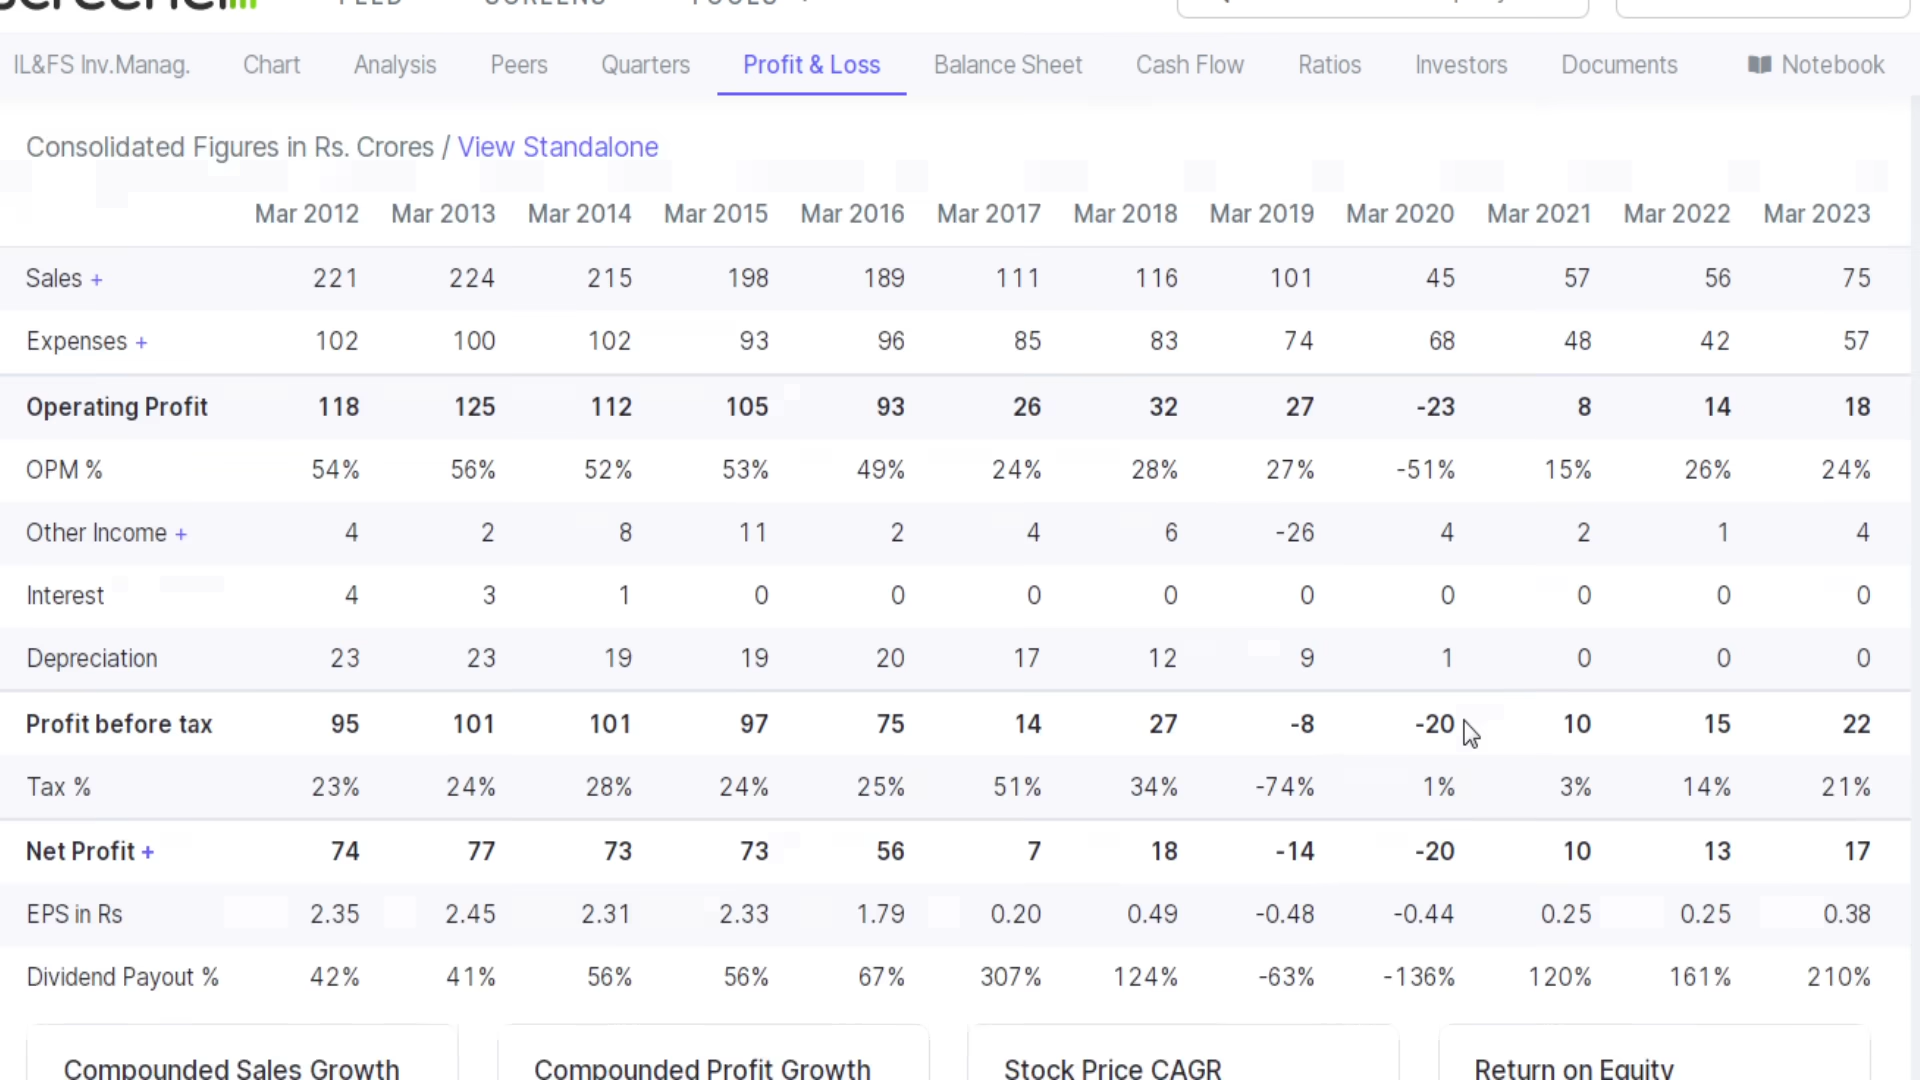 FEED SCREENS TOOLS
IL&FS Inv.Manag. Chart Analysis Peers Quarters Profit & Loss Balance Sheet Cash Flow Ratios Investors Documents Notebook
Consolidated Figures in Rs. Crores / View Standalone
Mar 2012 Mar 2013 Mar 2014 Mar 2015 Mar 2016 Mar 2017 Mar 2018 Mar 2019 Mar 2020 Mar 2021 Mar 2022 Mar 2023
Sales + 221 224 215 198 189 111 116 101 45 57 56 75
Expenses + 102 100 102 93 96 85 83 74 68 48 42 57
Operating Profit 118 125 112 105 93 26 32 27 -23 8 14 18
OPM % 54% 56% 52% 53% 49% 24% 28% 27% -51% 15% 26% 24%
Other Income + 4 2 8 11 2 4 6 -26 4 2 1 4
Interest 4 3 1 0 0 0 0 0 0 0 0 0
Depreciation 23 23 19 19 20 17 12 9 1 0 0 0
Profit before tax 95 101 101 97 75 14 27 -8 -20 10 15 22
Tax % 23% 24% 28% 24% 25% 51% 34% -74% 1% 3% 14% 21%
Net Profit + 74 77 73 73 56 7 18 -14 -20 10 13 17
EPS in Rs 2.35 2.45 2.31 2.33 1.79 0.20 0.49 -0.48 -0.44 0.25 0.25 0.38
Dividend Payout % 42% 41% 56% 56% 67% 307% 124% -63% -136% 120% 161% 210%
Compounded Sales Growth Compounded Profit Growth Stock Price CAGR Return on Equity